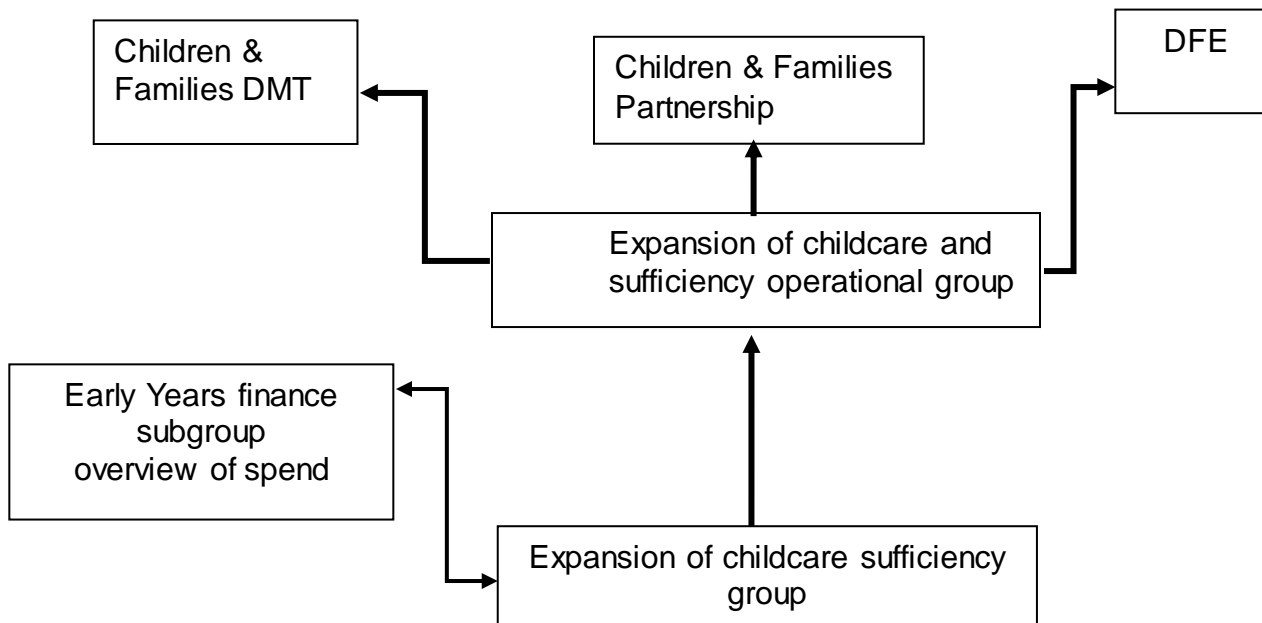 Children &
Families DMT
Children & Families
Partnership
DFE
Expansion of childcare and
sufficiency operational group
Early Years finance
subgroup
overview of spend
Expansion of childcare sufficiency
group